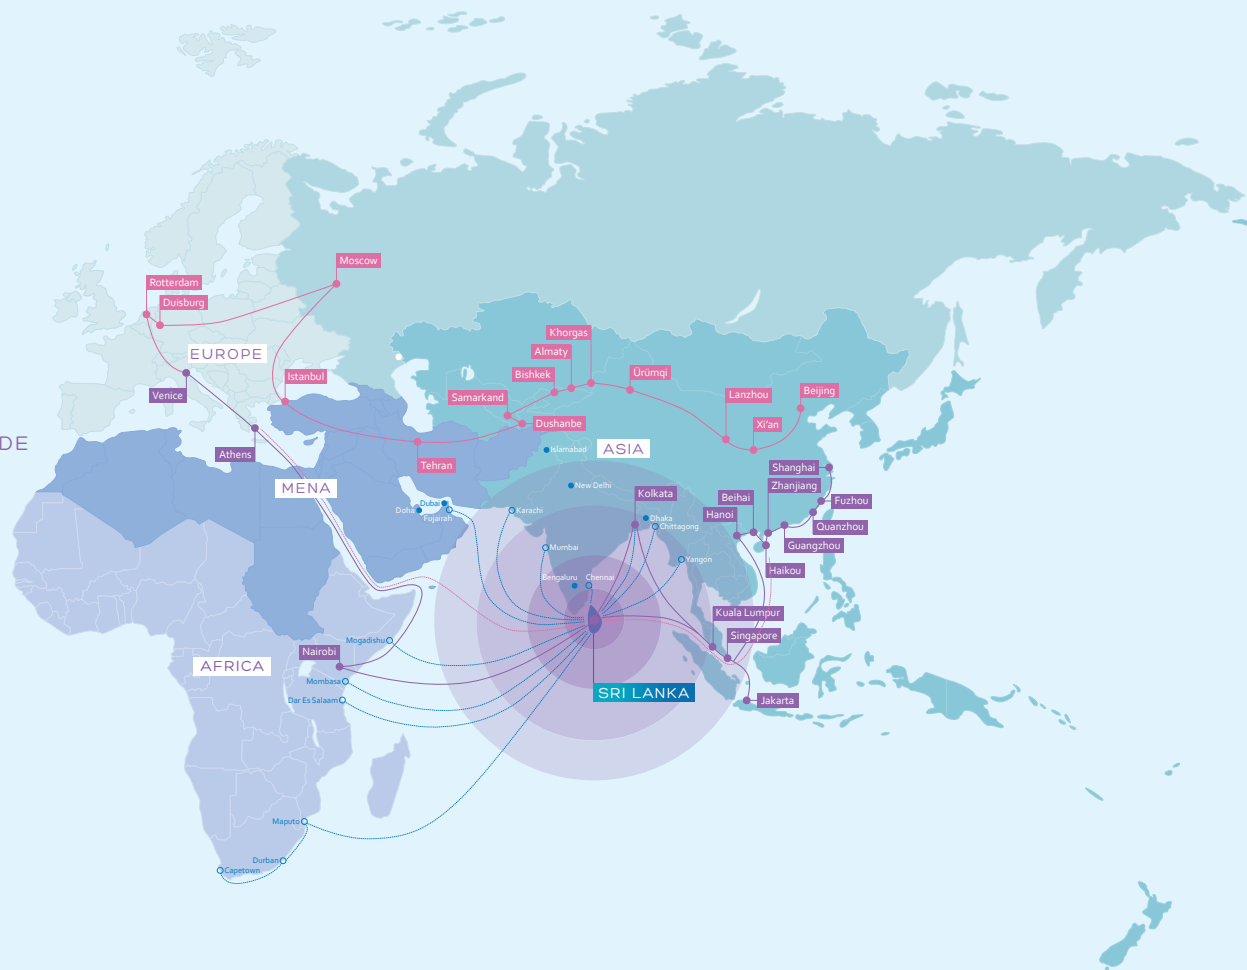 Moscow
Rotterdam
Duisburg
Khorgas
EUROPE
Almaty
Istanbul
Bishkek
Ürümqi
Venice
Samarkand
Lanzhou
Beijing
Dushanbe
Xi'an
DE
Athens
Islamabad
ASIA
Tehran
Shanghai
MENA
New Delhi
Zhanjiang
Kolkata
Beihai
Dubai
Fuzhou
Doha
Karachi
Hanoi
Fujairah
Dhaka
Chittagong
Quanzhou
Mumbai
Guangzhou
Yangon
Haikou
Bengaluru
Chennai
Kuala Lumpur
Mogadishu
Singapore
Nairobi
AFRICA
Mombasa
SRI LANKA
Dar Es Salaam
Jakarta
Maputo
Durban
Capetown